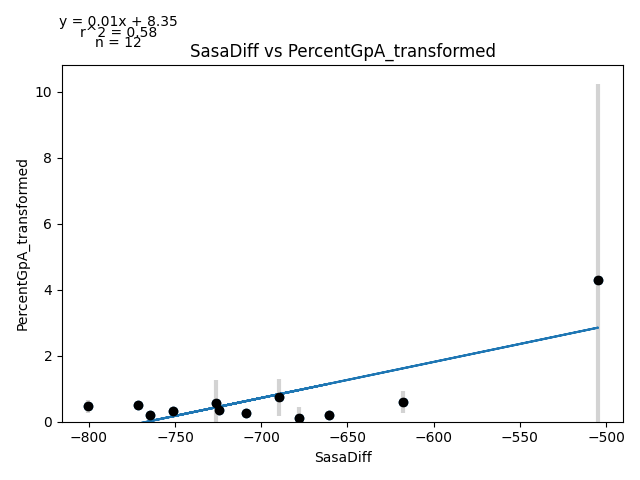 y = 0.01x + 8.35
r^2 = 0.58
n = 12
SasaDiff vs PercentGpA_transformed
10
8
6
4
2
0
PercentGpA_transformed
−800
−750
−700
−650
−600
−550
−500
SasaDiff